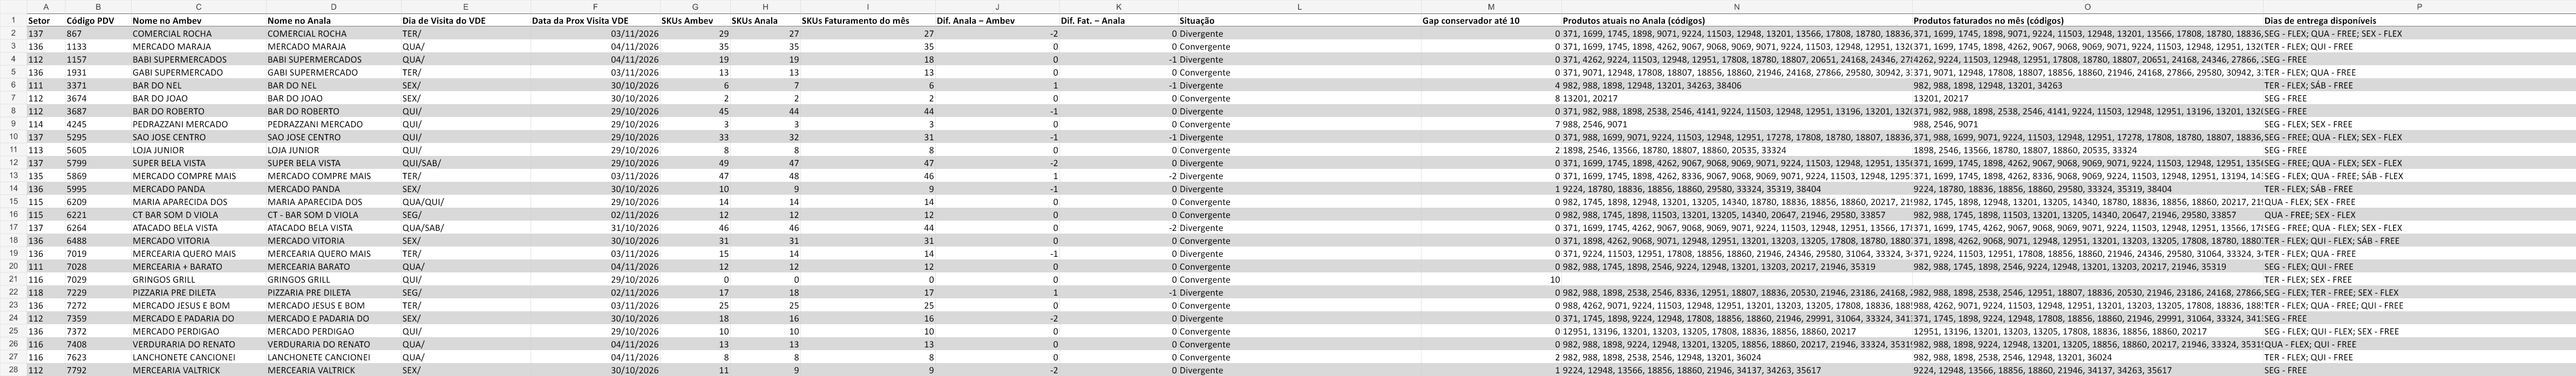 A B C D E F G H I J K L M N O P
1 Setor Código PDV Nome no Ambev Nome no Anala Dia de Visita do VDE Data da Prox Visita VDE SKUs Ambev SKUs Anala SKUs Faturamento do mês Dif. Anala – Ambev Dif. Fat. – Anala Situação Gap conservador até 10 Produtos atuais no Anala (códigos) Produtos faturados no mês (códigos) Dias de entrega disponíveis
2 137 867 COMERCIAL ROCHA COMERCIAL ROCHA TER/ 03/11/2026 29 27 27 -2 0 Divergente 0 371, 1699, 1745, 1898, 9071, 9224, 11503, 12948, 13201, 13566, 17808, 18780, 18836, 371, 1699, 1745, 1898, 9071, 9224, 11503, 12948, 13201, 13566, 17808, 18780, 18836, SEG - FLEX; QUA - FREE; SEX - FLEX
3 136 1133 MERCADO MARAJA MERCADO MARAJA QUA/ 04/11/2026 35 35 35 0 0 Convergente 0 371, 1699, 1745, 1898, 4262, 9067, 9068, 9069, 9071, 9224, 11503, 12948, 12951, 371, 1699, 1745, 1898, 4262, 9067, 9068, 9069, 9071, 9224, 11503, 12948, 12951, TER - FLEX; QUI - FREE
4 112 1157 BABI SUPERMERCADOS BABI SUPERMERCADOS QUA/ 04/11/2026 19 19 18 0 -1 Divergente 0 371, 4262, 9224, 11503, 12948, 12951, 17808, 18780, 18807, 20651, 24168, 24346, 4262, 9224, 11503, 12948, 12951, 17808, 18780, 18807, 20651, 24168, 24346, 27866, SEG - FREE
5 136 1931 GABI SUPERMERCADO GABI SUPERMERCADO TER/ 03/11/2026 13 13 13 0 0 Convergente 0 371, 9071, 12948, 17808, 18807, 18856, 18860, 21946, 24168, 27866, 29580, 30942, 371, 9071, 12948, 17808, 18807, 18856, 18860, 21946, 24168, 27866, 29580, 30942, TER - FLEX; QUA - FREE
6 111 3371 BAR DO NEL BAR DO NEL SEX/ 30/10/2026 6 7 6 1 -1 Divergente 4 982, 988, 1898, 12948, 13201, 34263, 38406 982, 988, 1898, 12948, 13201, 34263 TER - FLEX; SÁB - FREE
7 112 3674 BAR DO JOAO BAR DO JOAO SEX/ 30/10/2026 2 2 2 0 0 Convergente 8 13201, 20217 13201, 20217 SEG - FREE
8 112 3687 BAR DO ROBERTO BAR DO ROBERTO QUI/ 29/10/2026 45 44 44 -1 0 Divergente 0 371, 982, 988, 1898, 2538, 2546, 4141, 9224, 11503, 12948, 12951, 13196, 13201, 371, 982, 988, 1898, 2538, 2546, 4141, 9224, 11503, 12948, 12951, 13196, 13201, SEG - FREE
9 114 4245 PEDRAZZANI MERCADO PEDRAZZANI MERCADO QUI/ 29/10/2026 3 3 3 0 0 Convergente 7 988, 2546, 9071 988, 2546, 9071 SEG - FLEX; SEX - FREE
10 137 5295 SAO JOSE CENTRO SAO JOSE CENTRO QUI/ 29/10/2026 33 32 31 -1 -1 Divergente 0 371, 988, 1699, 9071, 9224, 11503, 12948, 12951, 17278, 17808, 18780, 18807, 18836, 371, 988, 1699, 9071, 9224, 11503, 12948, 12951, 17278, 17808, 18780, 18807, 18836, SEG - FREE; QUA - FLEX; SEX - FLEX
11 113 5605 LOJA JUNIOR LOJA JUNIOR QUI/ 29/10/2026 8 8 8 0 0 Convergente 2 1898, 2546, 13566, 18780, 18807, 18860, 20535, 33324 1898, 2546, 13566, 18780, 18807, 18860, 20535, 33324 SEG - FREE
12 137 5799 SUPER BELA VISTA SUPER BELA VISTA QUI/SAB/ 29/10/2026 49 47 47 -2 0 Divergente 0 371, 1699, 1745, 1898, 4262, 9067, 9068, 9069, 9071, 9224, 11503, 12948, 12951, 371, 1699, 1745, 1898, 4262, 9067, 9068, 9069, 9071, 9224, 11503, 12948, 12951, SEG - FREE; QUA - FLEX; SEX - FLEX
13 135 5869 MERCADO COMPRE MAIS MERCADO COMPRE MAIS TER/ 03/11/2026 47 48 46 1 -2 Divergente 0 371, 1699, 1745, 1898, 4262, 8336, 9067, 9068, 9069, 9071, 9224, 11503, 12948, 371, 1699, 1745, 1898, 4262, 8336, 9067, 9068, 9069, 9224, 11503, 12948, 12951, 13194, SEG - FLEX; QUA - FREE; SÁB - FLEX
14 136 5995 MERCADO PANDA MERCADO PANDA SEX/ 30/10/2026 10 9 9 -1 0 Divergente 1 9224, 18780, 18836, 18856, 18860, 29580, 33324, 35319, 38404 9224, 18780, 18836, 18856, 18860, 29580, 33324, 35319, 38404 TER - FLEX; SÁB - FREE
15 115 6209 MARIA APARECIDA DOS MARIA APARECIDA DOS QUA/QUI/ 29/10/2026 14 14 14 0 0 Convergente 0 982, 1745, 1898, 12948, 13201, 13205, 14340, 18780, 18836, 18856, 18860, 20217, 982, 1745, 1898, 12948, 13201, 13205, 14340, 18780, 18836, 18856, 18860, 20217, QUA - FLEX; SEX - FREE
16 115 6221 CT BAR SOM D VIOLA CT - BAR SOM D VIOLA SEG/ 02/11/2026 12 12 12 0 0 Convergente 0 982, 988, 1745, 1898, 11503, 13201, 13205, 14340, 20647, 21946, 29580, 33857 982, 988, 1745, 1898, 11503, 13201, 13205, 14340, 20647, 21946, 29580, 33857 QUA - FREE; SEX - FLEX
17 137 6264 ATACADO BELA VISTA ATACADO BELA VISTA QUA/SAB/ 31/10/2026 46 46 44 0 -2 Divergente 0 371, 1745, 4262, 9067, 9068, 9069, 9071, 9224, 11503, 12948, 12951, 13566, 371, 1745, 4262, 9067, 9068, 9069, 9071, 9224, 11503, 12948, 12951, 13566, SEG - FREE; QUA - FLEX; SEX - FLEX
18 136 6488 MERCADO VITORIA MERCADO VITORIA SEX/ 30/10/2026 31 31 31 0 0 Convergente 0 371, 1898, 4262, 9068, 9071, 12948, 12951, 13201, 13203, 13205, 17808, 18780, 371, 1898, 4262, 9068, 9071, 12948, 12951, 13201, 13203, 13205, 17808, 18780, TER - FLEX; QUI - FLEX; SÁB - FREE
19 136 7019 MERCEARIA QUERO MAIS MERCEARIA QUERO MAIS TER/ 03/11/2026 15 14 14 -1 0 Divergente 0 371, 9224, 11503, 12951, 17808, 18856, 18860, 21946, 24346, 29580, 31064, 33324, 371, 9224, 11503, 12951, 17808, 18856, 18860, 21946, 24346, 29580, 31064, 33324, TER - FLEX; QUA - FREE
20 111 7028 MERCEARIA + BARATO MERCEARIA BARATO QUA/ 04/11/2026 12 12 12 0 0 Convergente 0 982, 988, 1745, 1898, 2546, 9224, 12948, 13201, 13203, 20217, 21946, 35319 982, 988, 1745, 1898, 2546, 9224, 12948, 13201, 13203, 20217, 21946, 35319 SEG - FLEX; QUI - FREE
21 116 7029 GRINGOS GRILL GRINGOS GRILL QUI/ 29/10/2026 0 0 0 0 0 Convergente 10 TER - FLEX; SEX - FREE
22 118 7229 PIZZARIA PRE DILETA PIZZARIA PRE DILETA SEG/ 02/11/2026 17 18 17 1 -1 Divergente 0 982, 988, 1898, 2538, 2546, 8336, 12951, 18807, 18836, 20530, 21946, 23186, 24168, 982, 988, 1898, 2538, 2546, 12951, 18807, 18836, 20530, 21946, 23186, 24168, 27866, SEG - FLEX; TER - FREE; SEX - FLEX
23 136 7272 MERCADO JESUS E BOM MERCADO JESUS E BOM TER/ 03/11/2026 25 25 25 0 0 Convergente 0 988, 4262, 9071, 9224, 11503, 12948, 12951, 13201, 13203, 13205, 17808, 18836, 988, 4262, 9071, 9224, 11503, 12948, 12951, 13201, 13203, 13205, 17808, 18836, TER - FLEX; QUA - FREE; QUI - FREE
24 112 7359 MERCADO E PADARIA DO MERCADO E PADARIA DO SEX/ 30/10/2026 18 16 16 -2 0 Divergente 0 371, 1745, 1898, 9224, 12948, 17808, 18856, 18860, 21946, 29991, 31064, 33324, 371, 1745, 1898, 9224, 12948, 17808, 18856, 18860, 21946, 29991, 31064, 33324, SEG - FREE
25 136 7372 MERCADO PERDIGAO MERCADO PERDIGAO QUI/ 29/10/2026 10 10 10 0 0 Convergente 0 12951, 13196, 13201, 13203, 13205, 17808, 18836, 18856, 18860, 20217 12951, 13196, 13201, 13203, 13205, 17808, 18836, 18856, 18860, 20217 SEG - FLEX; QUI - FLEX; SEX - FREE
26 116 7408 VERDURARIA DO RENATO VERDURARIA DO RENATO QUA/ 04/11/2026 13 13 13 0 0 Convergente 0 982, 988, 1898, 9224, 12948, 13201, 13205, 18856, 18860, 20217, 21946, 33324, 982, 988, 1898, 9224, 12948, 13201, 13205, 18856, 18860, 20217, 21946, 33324, QUA - FLEX; QUI - FREE
27 116 7623 LANCHONETE CANCIONEI LANCHONETE CANCIONEI QUA/ 04/11/2026 8 8 8 0 0 Convergente 2 982, 988, 1898, 2538, 2546, 12948, 13201, 36024 982, 988, 1898, 2538, 2546, 12948, 13201, 36024 TER - FLEX; QUI - FREE
28 112 7792 MERCEARIA VALTRICK MERCEARIA VALTRICK SEX/ 30/10/2026 11 9 9 -2 0 Divergente 1 9224, 12948, 13566, 18856, 18860, 21946, 34137, 34263, 35617 9224, 12948, 13566, 18856, 18860, 21946, 34137, 34263, 35617 SEG - FREE